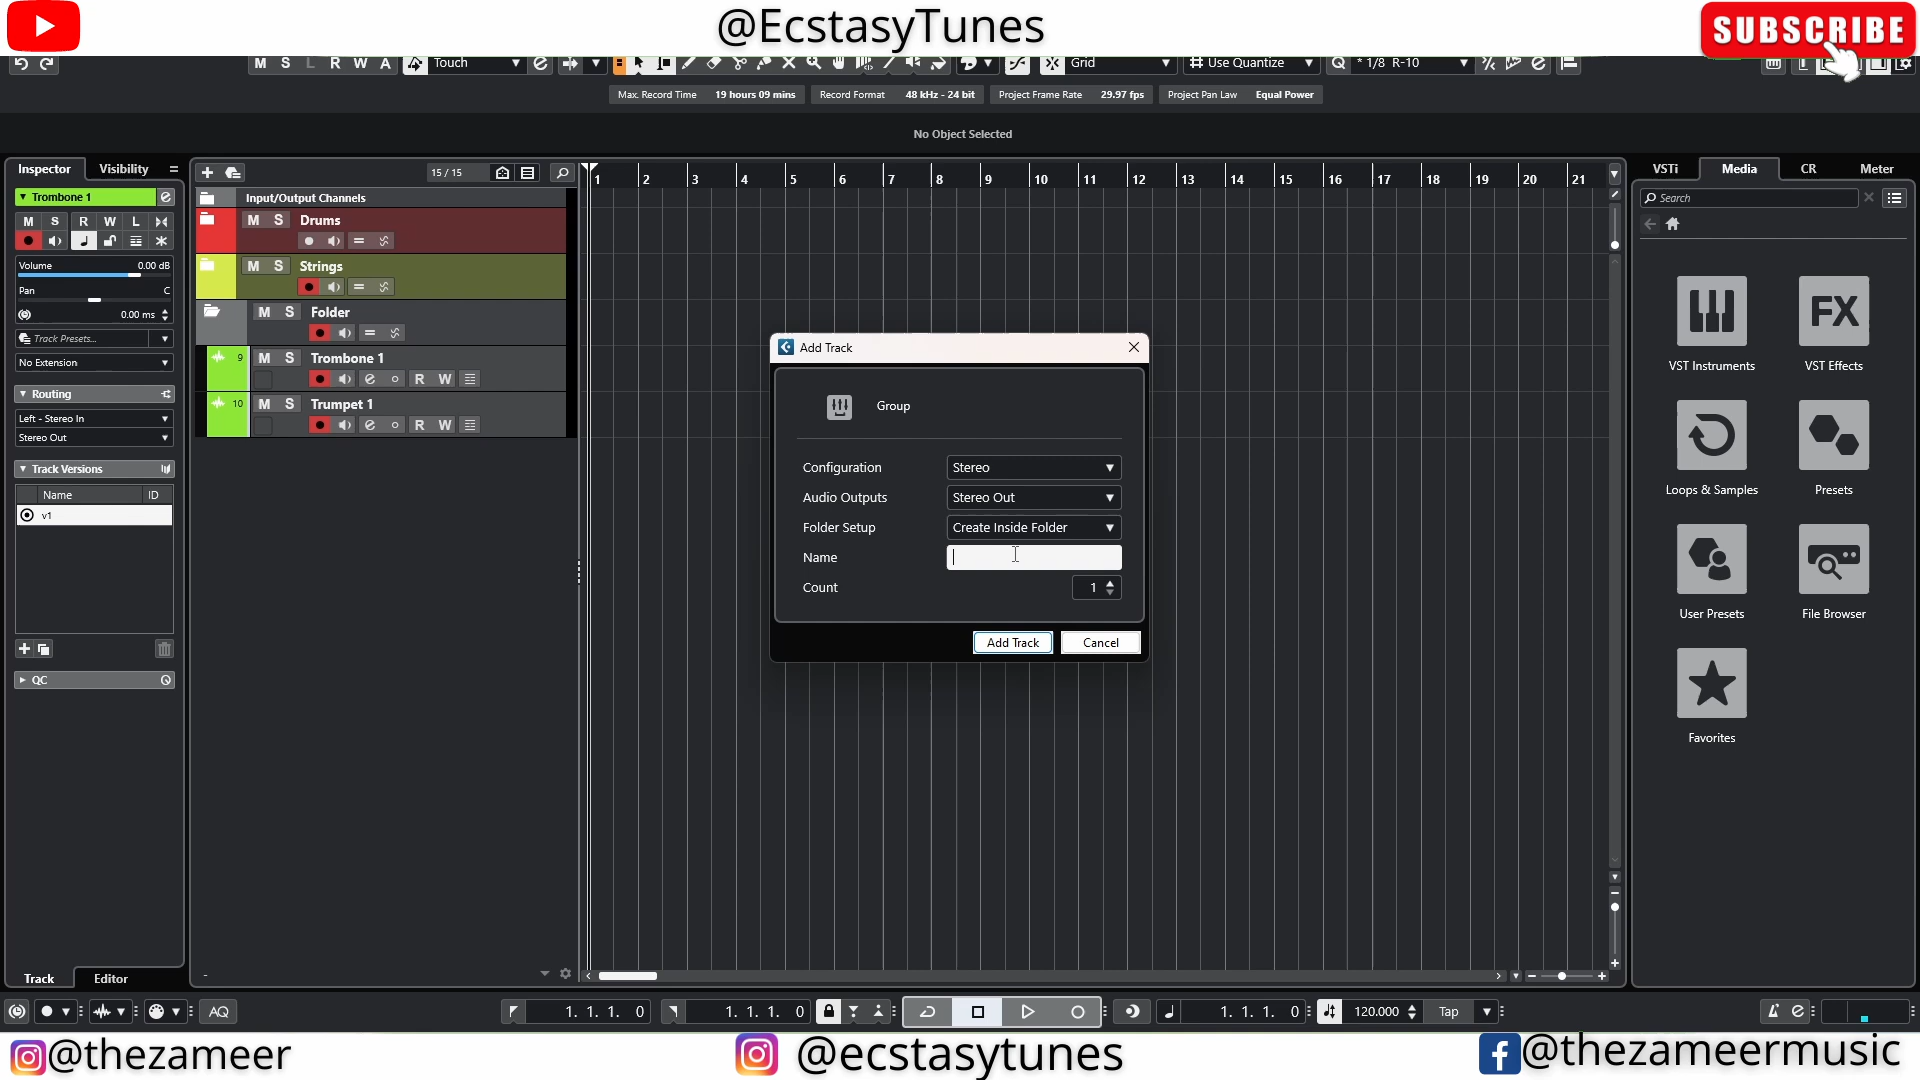 @EcstasyTunes
SUBSCRIBE
M S L R W A Touch Grid Use Quantize * 1/8 R-10
Max. Record Time 19 hours 09 mins Record Format 48 kHz - 24 bit Project Frame Rate 29.97 fps Project Pan Law Equal Power
No Object Selected
Inspector Visibility
15 / 15
VSTi Media CR Meter
1 2 3 4 5 6 7 8 9 10 11 12 13 14 15 16 17 18 19 20 21
Trombone 1
Input/Output Channels
Search
M S R W L
M S Drums
Volume 0.00 dB
M S Strings
Pan C
0.00 ms
M S Folder
Track Presets...
No Extension
9 M S Trombone 1
R W
10 M S Trumpet 1
R W
Routing
Left - Stereo In
Stereo Out
Track Versions
Name ID
v1
QC
Add Track
Group
Configuration Stereo
Audio Outputs Stereo Out
Folder Setup Create Inside Folder
Name
Count 1
Add Track Cancel
FX
VST Instruments VST Effects
Loops & Samples Presets
User Presets File Browser
Favorites
Track Editor
AQ 1. 1. 1. 0 1. 1. 1. 0 1. 1. 1. 0 120.000 Tap
@thezameer @ecstasytunes @thezameermusic